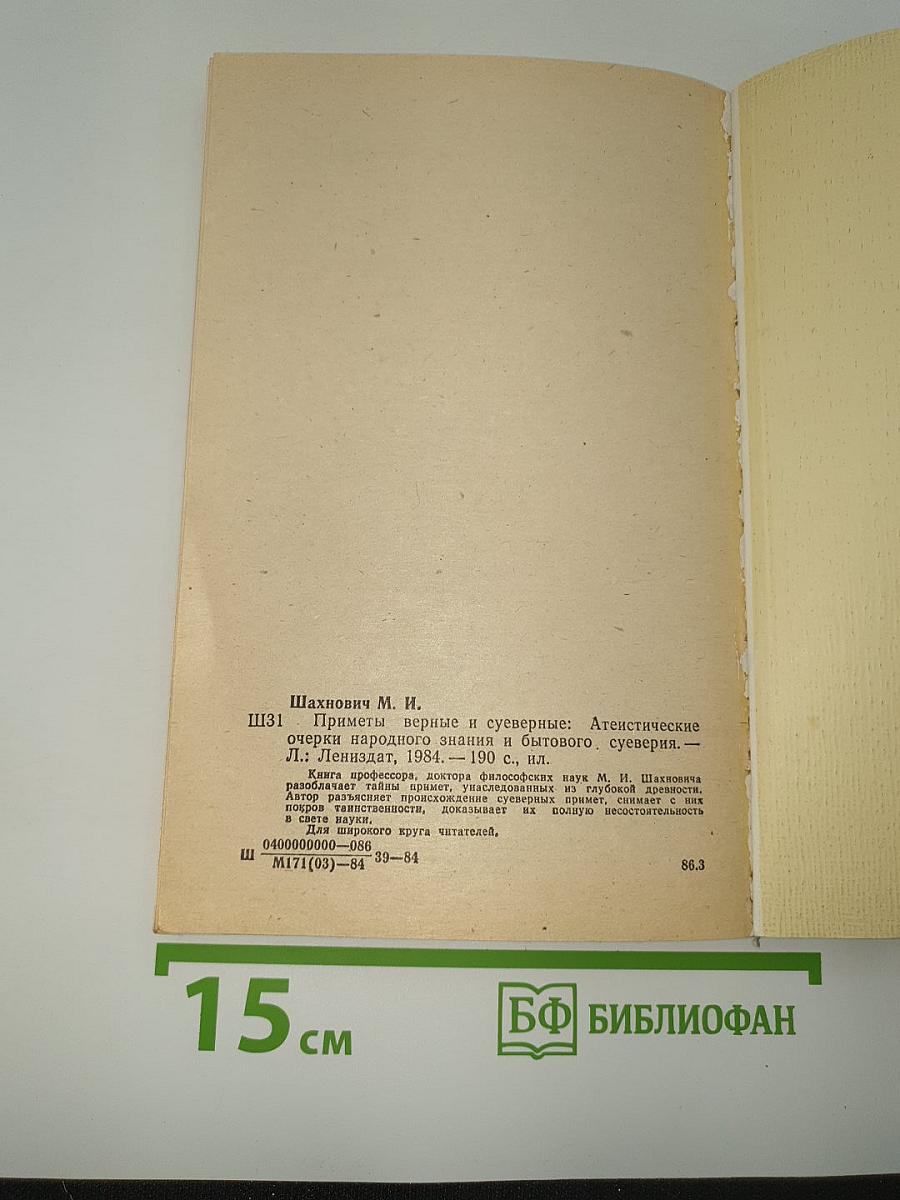 Шахнович М. И.
Ш31 Приметы верные и суеверные: Атеистические
очерки народного знания и бытового суеверия.—
Л.: Лениздат, 1984.— 190 с., ил.
Книга профессора, доктора философских наук М. И. Шахновича
разоблачает тайны примет, унаследованных из глубокой древности.
Автор разъясняет происхождение суеверных примет, снимает с них
покров таинственности, доказывает их полную несостоятельность
в свете науки.
Для широкого круга читателей.
Ш 0400000000—086
М171(03)—84 39—84
86.3
15 см
БФ БИБЛИОФАН